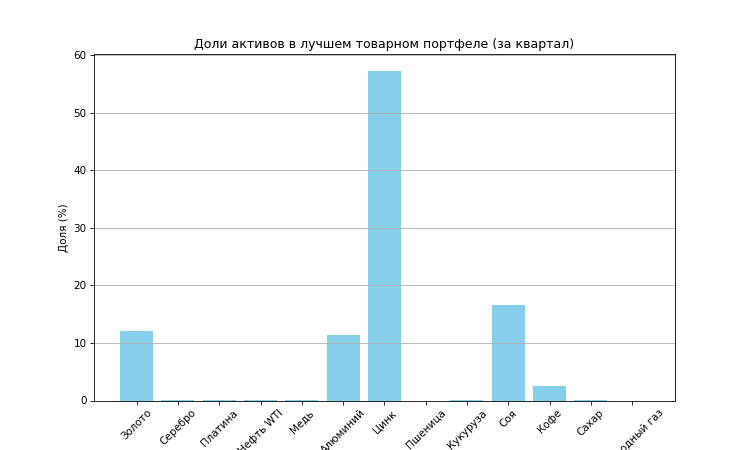 Доли активов в лучшем товарном портфеле (за квартал)
Доля (%)
60
50
40
30
20
10
0
Золото
Серебро
Платина
Нефть WTI
Медь
Алюминий
Цинк
Пшеница
Кукуруза
Соя
Кофе
Сахар
газ